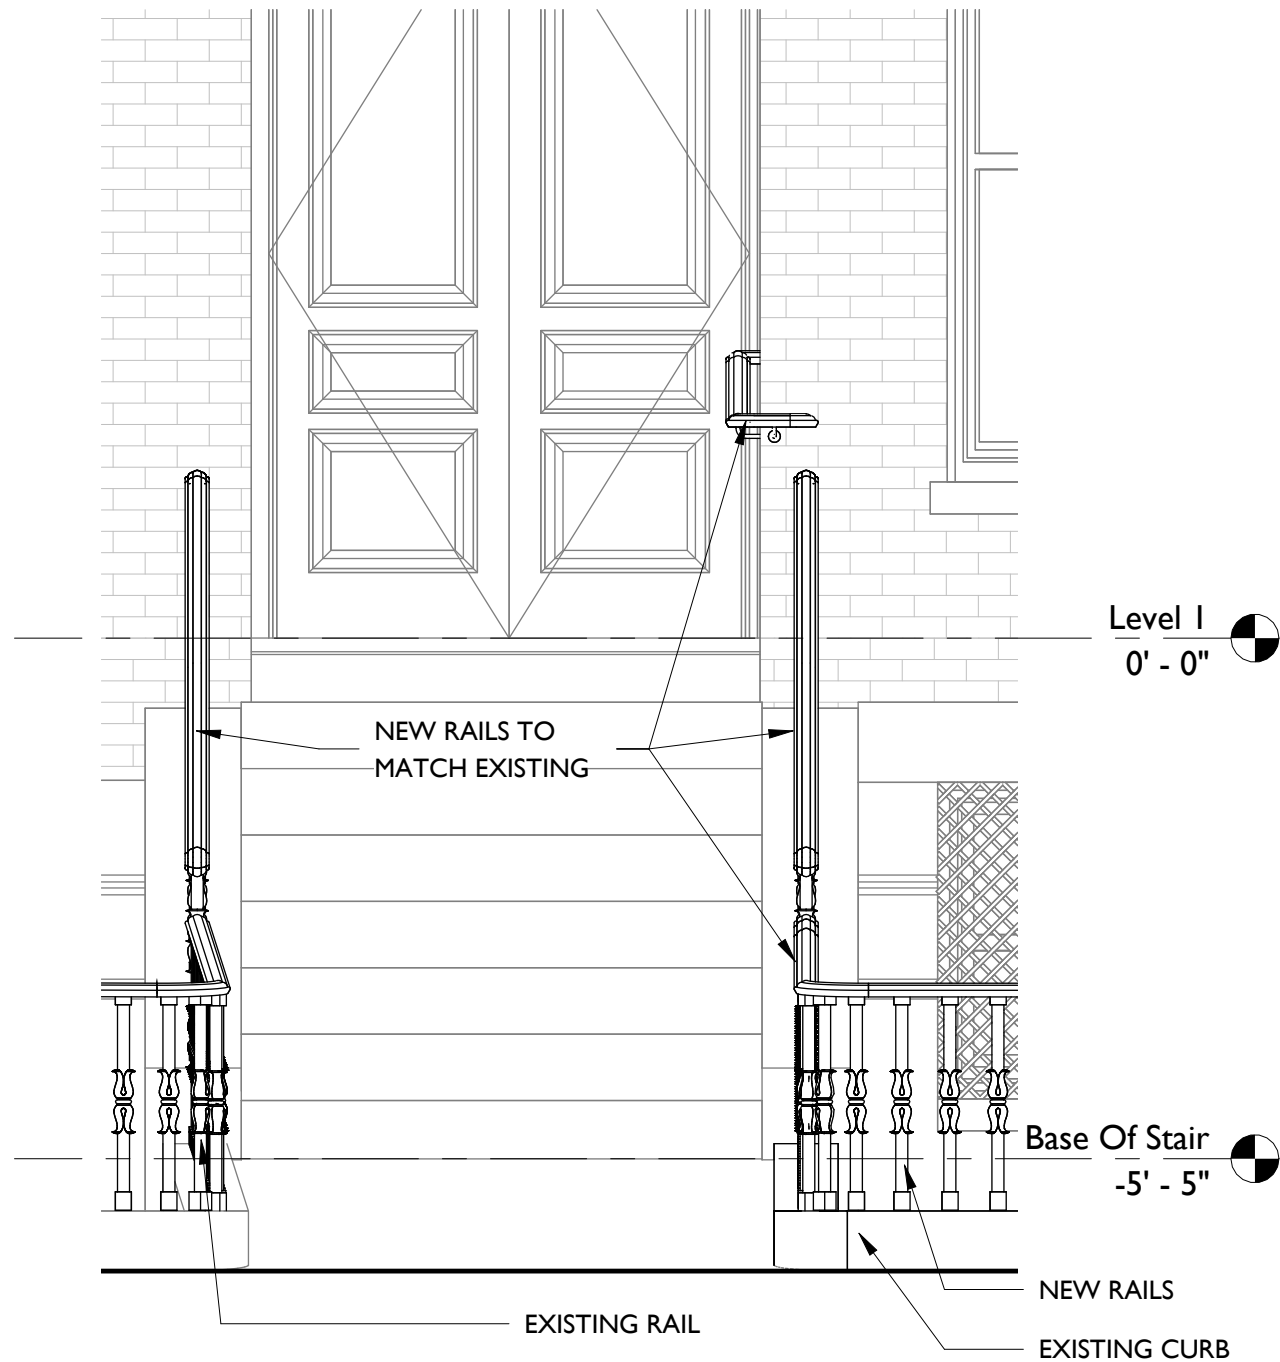 Level 1
0' - 0"
NEW RAILS TO
MATCH EXISTING
Base Of Stair
-5' - 5"
NEW RAILS
EXISTING RAIL
EXISTING CURB